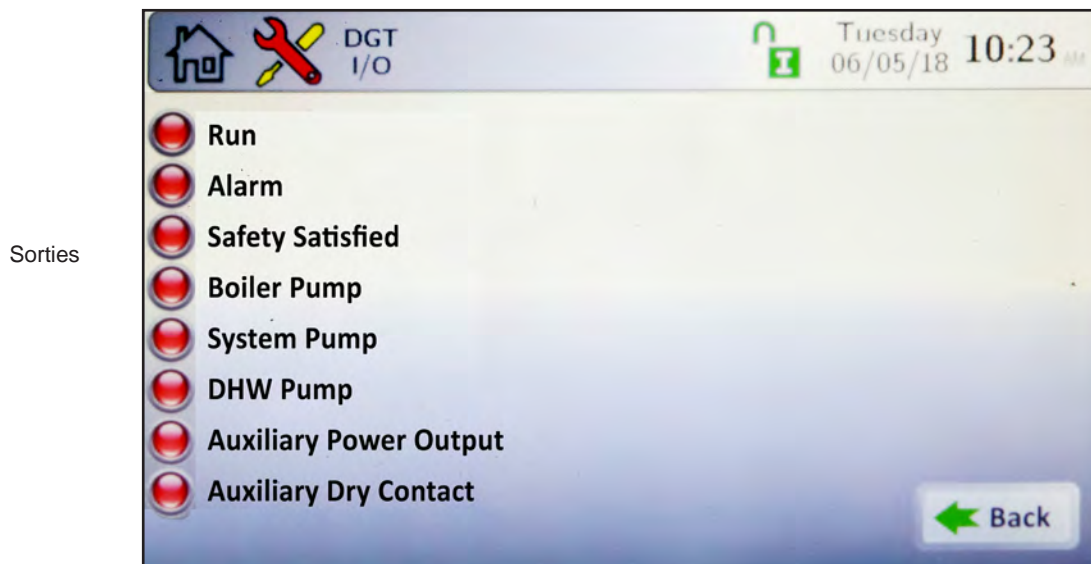 DGT
I/O
Tuesday
06/05/18
10:23 AM
Run
Alarm
Safety Satisfied
Boiler Pump
System Pump
DHW Pump
Auxiliary Power Output
Auxiliary Dry Contact
Sorties
Back